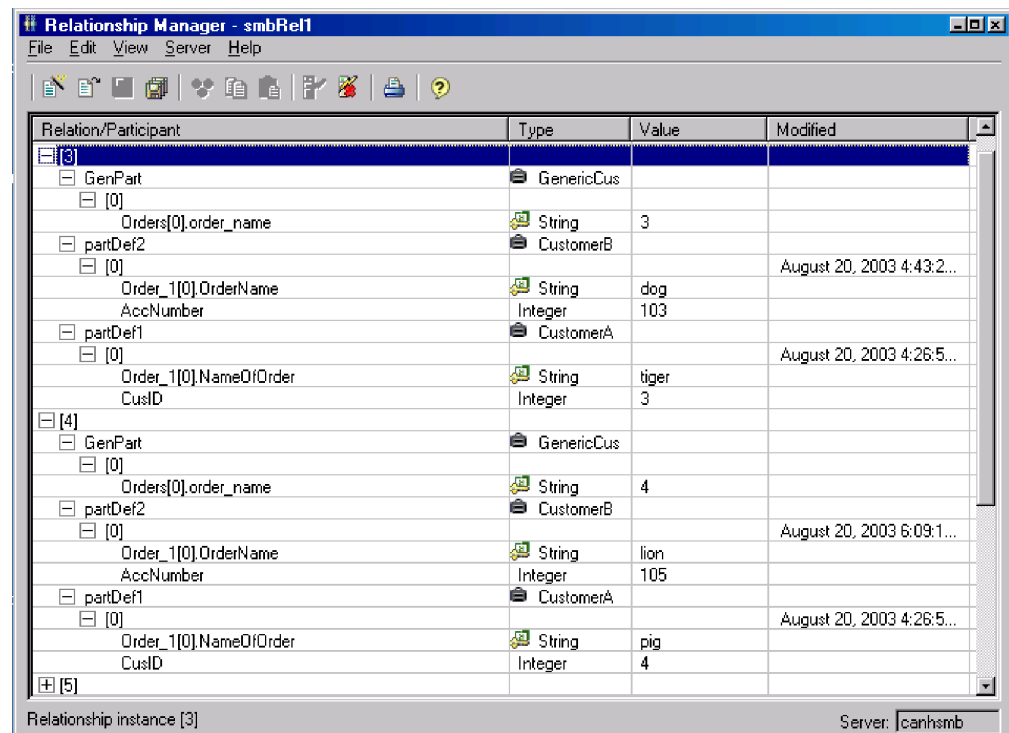 Relationship Manager - smbRel1
File Edit View Server Help
Relation/Participant Type Value Modified
[3]
GenPart GenericCus
[0]
Orders[0].order_name String 3
partDef2 CustomerB
[0] August 20, 2003 4:43:2...
Order_1[0].OrderName String dog
AccNumber Integer 103
partDef1 CustomerA
[0] August 20, 2003 4:26:5...
Order_1[0].NameOfOrder String tiger
CusID Integer 3
[4]
GenPart GenericCus
[0]
Orders[0].order_name String 4
partDef2 CustomerB
[0] August 20, 2003 6:09:1...
Order_1[0].OrderName String lion
AccNumber Integer 105
partDef1 CustomerA
[0] August 20, 2003 4:26:5...
Order_1[0].NameOfOrder String pig
CusID Integer 4
[5]
Relationship instance [3] Server: canhsmb